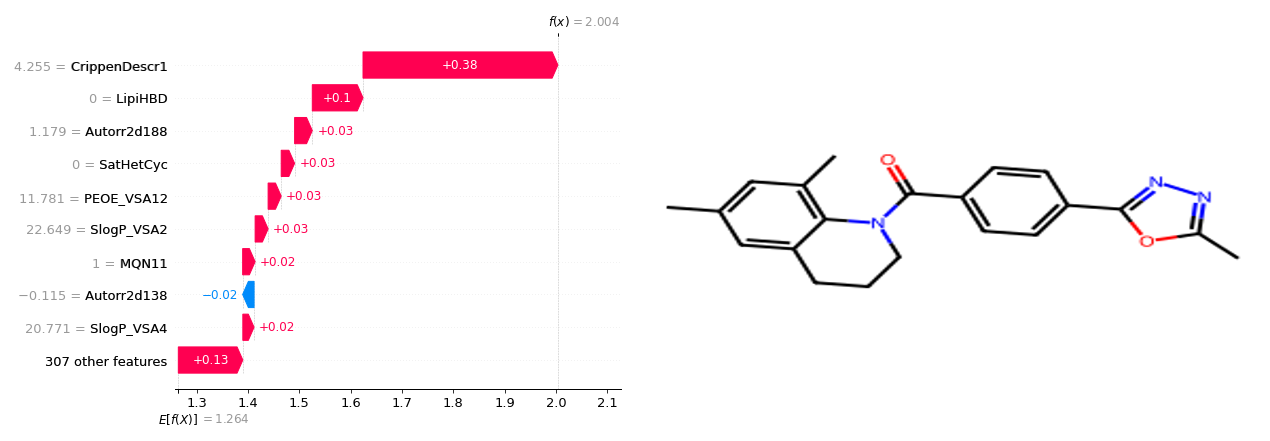 f(x) = 2.004
4.255 = CrippenDescr1
+0.38
0 = LipiHBD
+0.1
1.179 = Autorr2d188
+0.03
0 = SatHetCyc
+0.03
11.781 = PEOE_VSA12
+0.03
22.649 = SlogP_VSA2
+0.03
1 = MQN11
+0.02
−0.115 = Autorr2d138
−0.02
20.771 = SlogP_VSA4
+0.02
307 other features
+0.13
1.3 1.4 1.5 1.6 1.7 1.8 1.9 2.0 2.1
E[f(X)] = 1.264
O
N
N
N
O